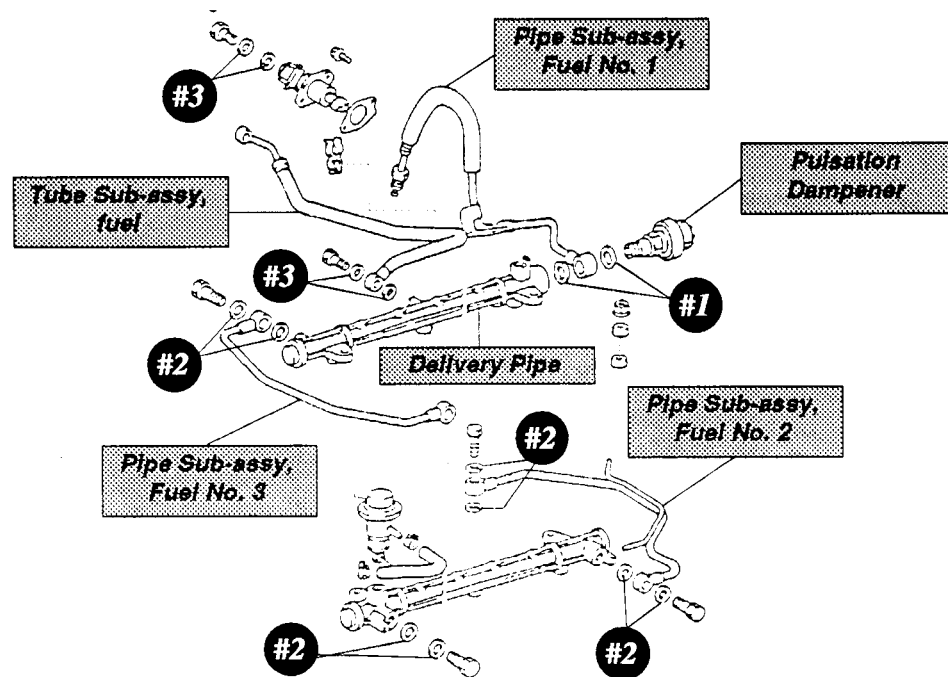 Pipe Sub-assy,
Fuel No. 1
#3
Pulsation
Dampener
Tube Sub-assy,
fuel
#3
#1
#2
Delivery Pipe
Pipe Sub-assy,
Fuel No. 2
#2
Pipe Sub-assy,
Fuel No. 3
#2
#2